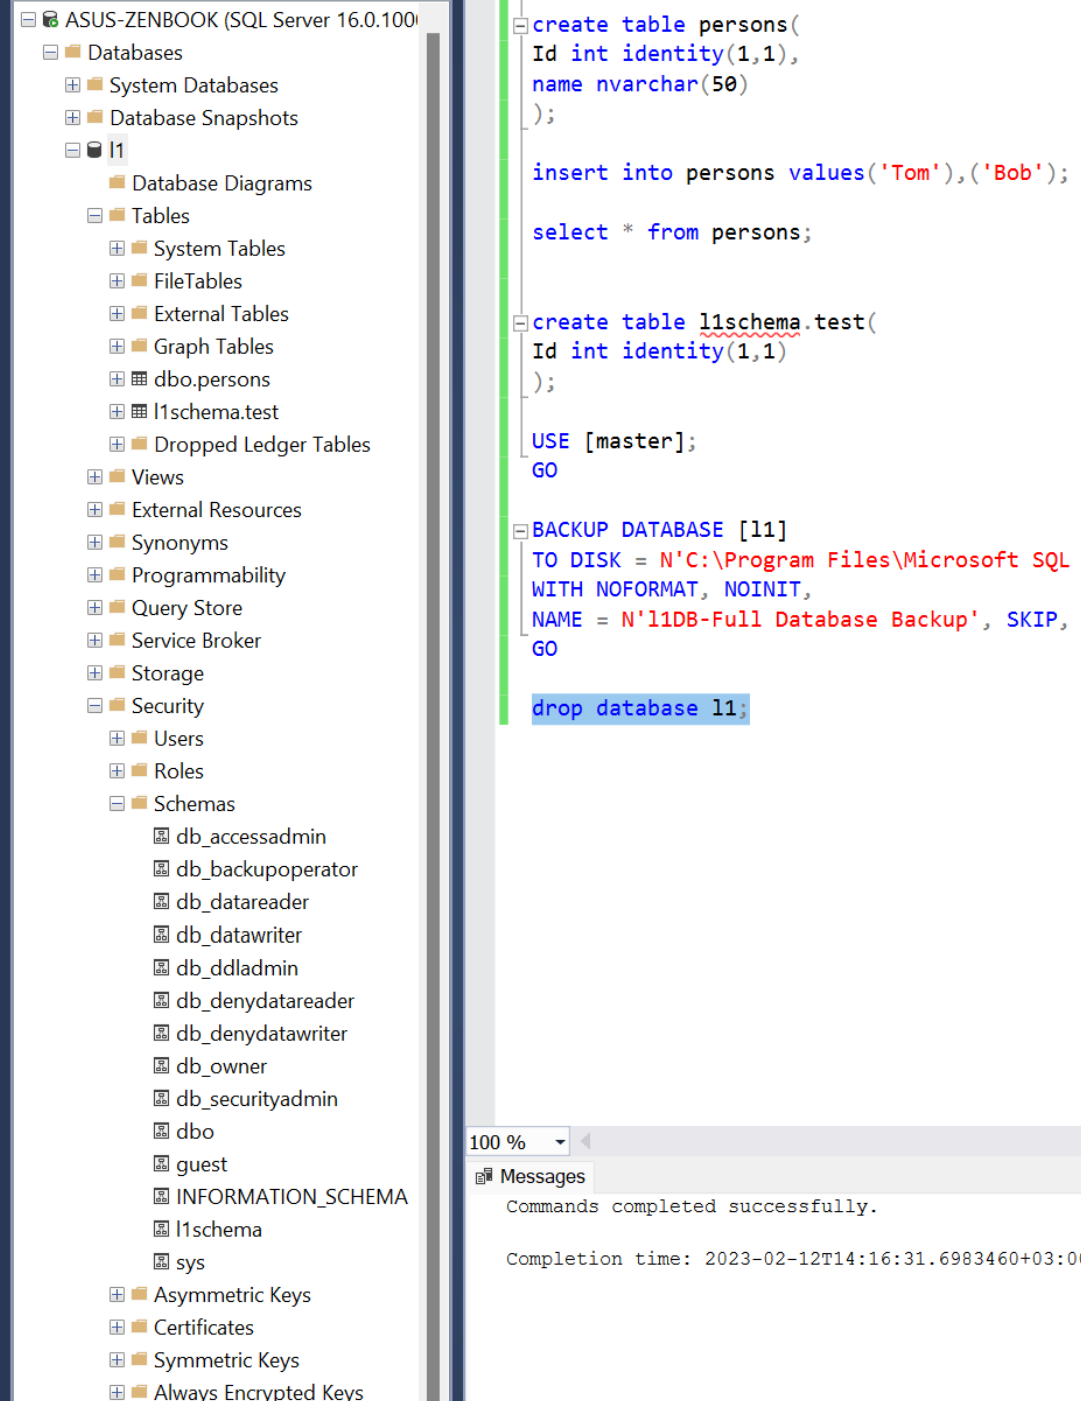 ASUS-ZENBOOK (SQL Server 16.0.100
Databases
System Databases
Database Snapshots
l1
Database Diagrams
Tables
System Tables
FileTables
External Tables
Graph Tables
dbo.persons
l1schema.test
Dropped Ledger Tables
Views
External Resources
Synonyms
Programmability
Query Store
Service Broker
Storage
Security
Users
Roles
Schemas
db_accessadmin
db_backupoperator
db_datareader
db_datawriter
db_ddladmin
db_denydatareader
db_denydatawriter
db_owner
db_securityadmin
dbo
guest
INFORMATION_SCHEMA
l1schema
sys
Asymmetric Keys
Certificates
Symmetric Keys
Always Encrypted Keys
create table persons(
Id int identity(1,1),
name nvarchar(50)
);
insert into persons values('Tom'),('Bob');
select * from persons;
create table l1schema.test(
Id int identity(1,1)
);
USE [master];
GO
BACKUP DATABASE [l1]
TO DISK = N'C:\Program Files\Microsoft SQL
WITH NOFORMAT, NOINIT,
NAME = N'l1DB-Full Database Backup', SKIP,
GO
drop database l1;
100 %
Messages
Commands completed successfully.
Completion time: 2023-02-12T14:16:31.6983460+03:00